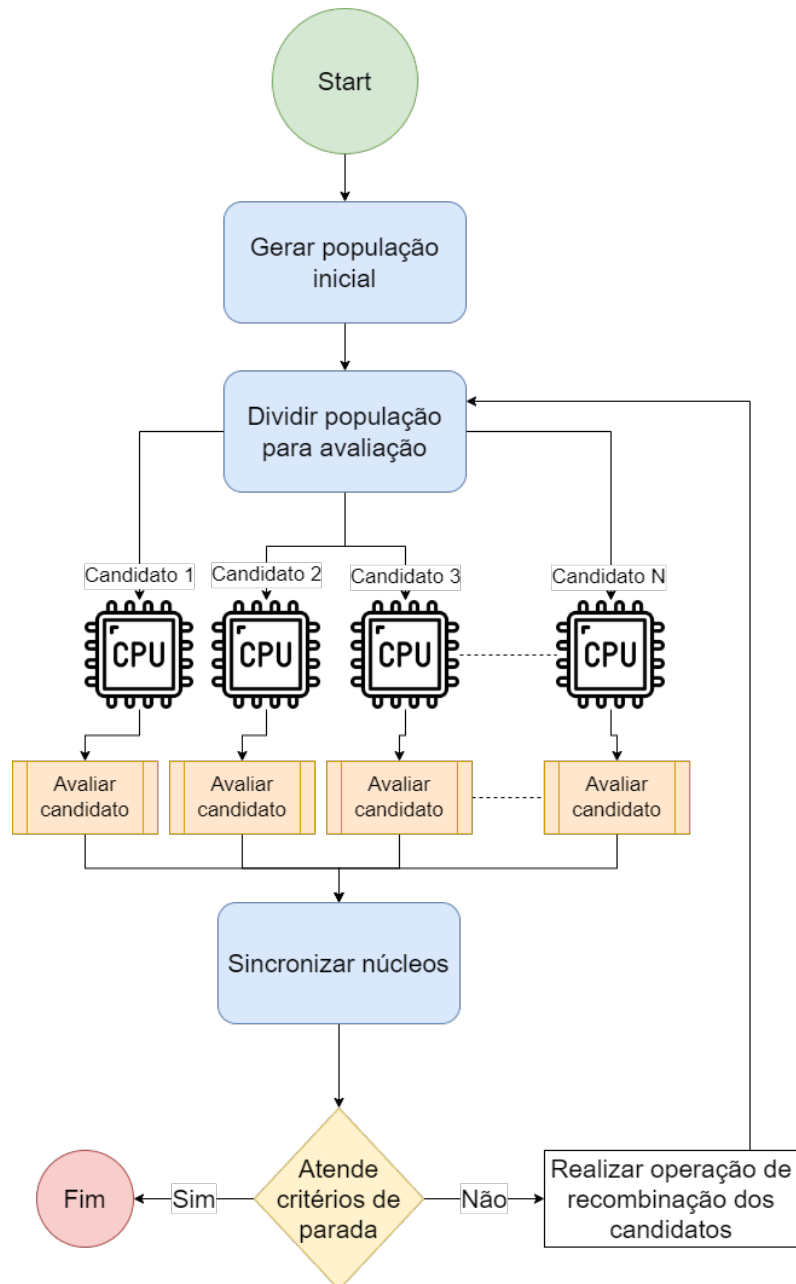 Start
Gerar população
inicial
Dividir população
para avaliação
Candidato 1
Candidato 2
Candidato 3
Candidato N
CPU
CPU
CPU
CPU
Avaliar
candidato
Avaliar
candidato
Avaliar
candidato
Avaliar
candidato
Sincronizar núcleos
Atende
critérios de
parada
Sim
Fim
Não
Realizar operação de
recombinação dos
candidatos